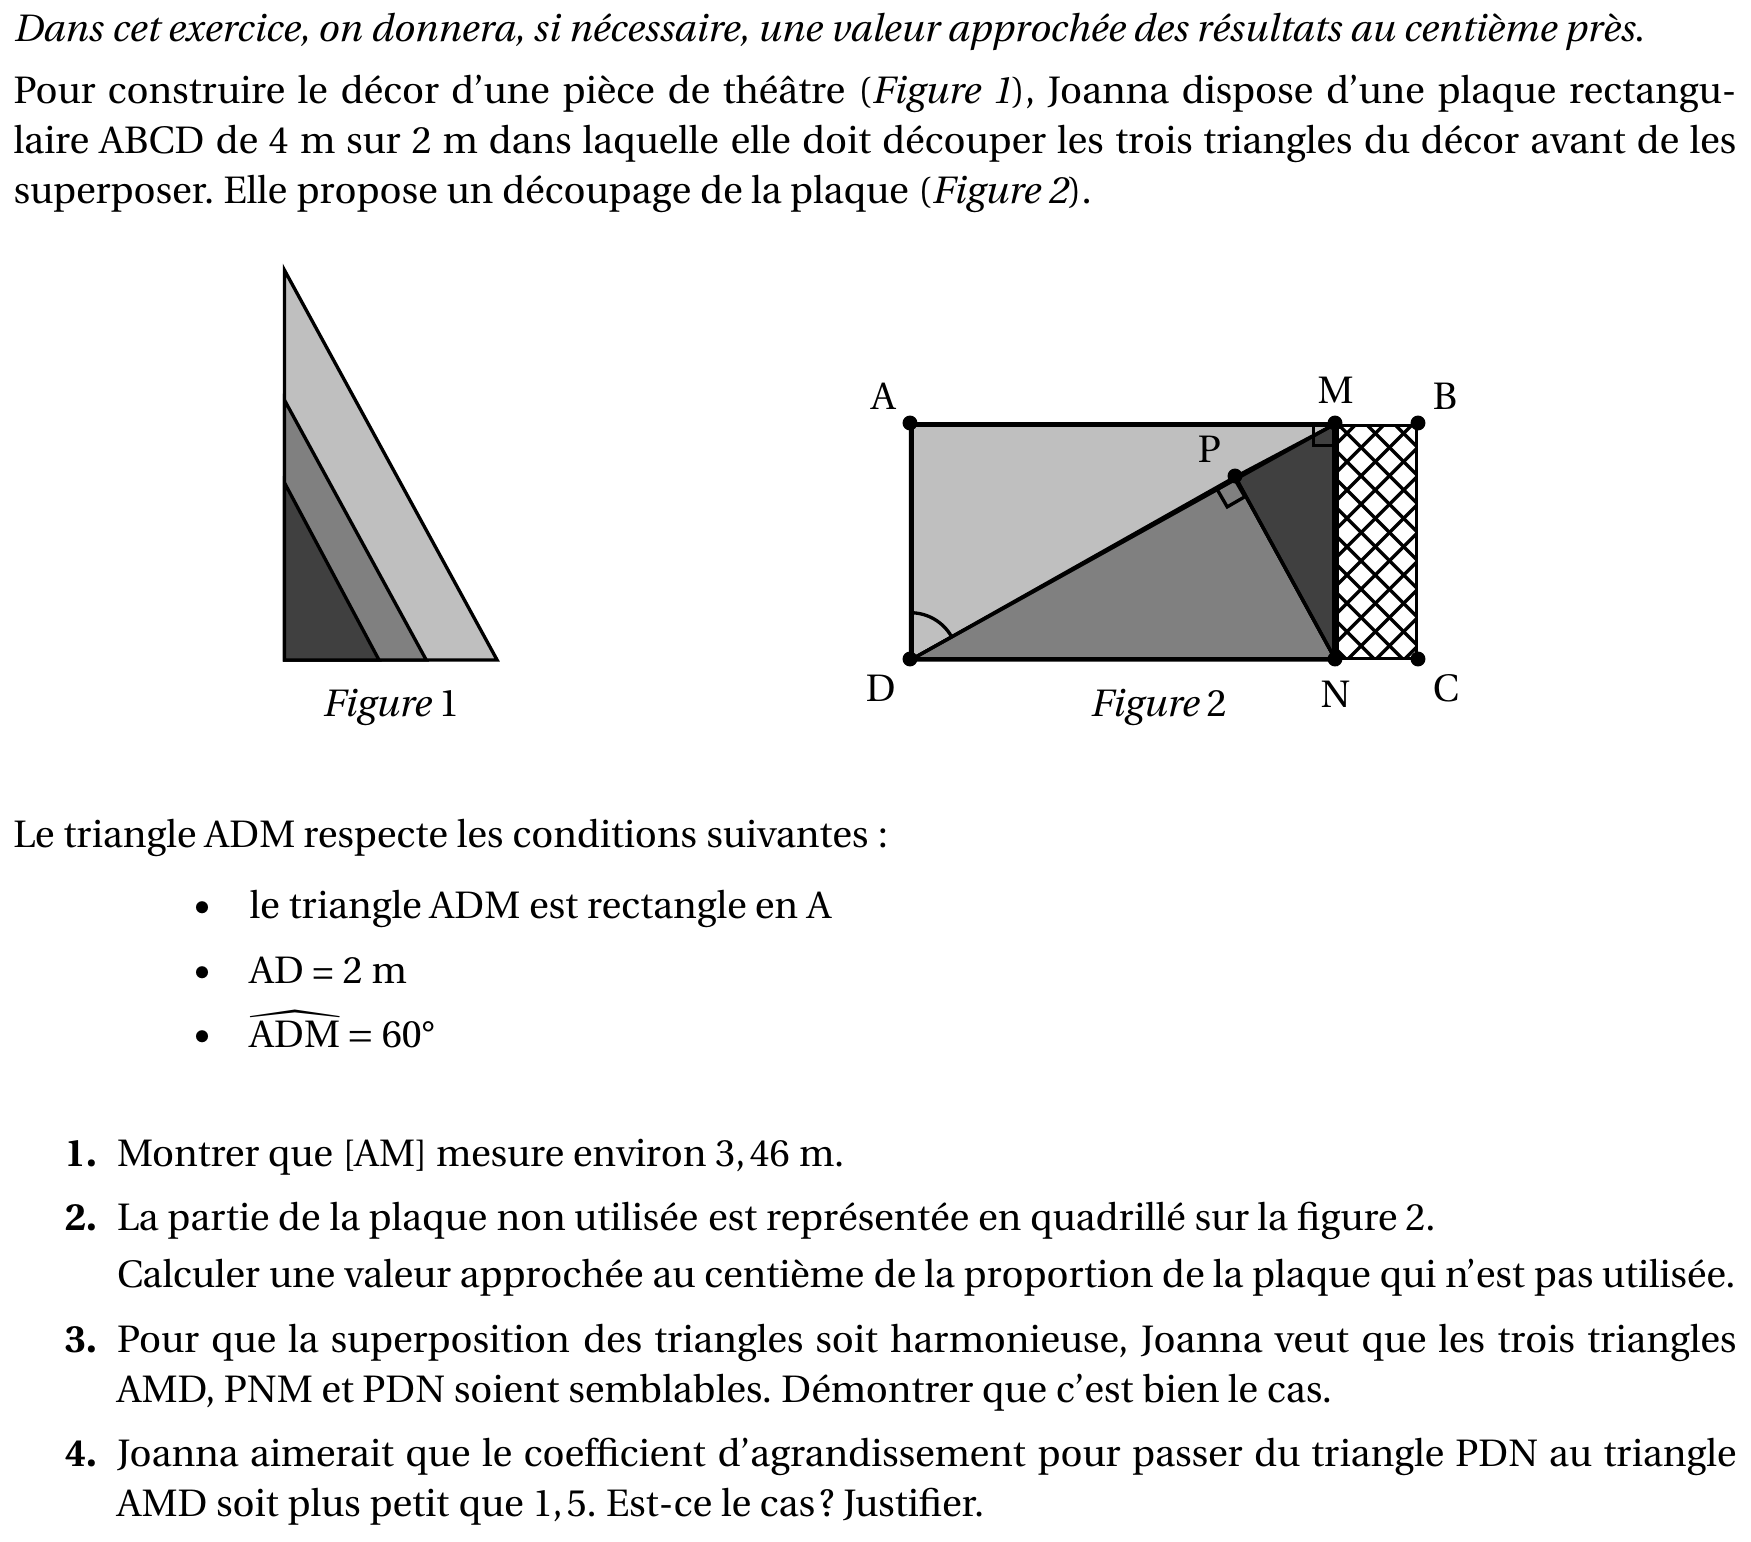 Dans cet exercice, on donnera, si nécessaire, une valeur approchée des résultats au centième près.
Pour construire le décor d'une pièce de théâtre (Figure 1), Joanna dispose d'une plaque rectangu-
laire ABCD de 4 m sur 2 m dans laquelle elle doit découper les trois triangles du décor avant de les
superposer. Elle propose un découpage de la plaque (Figure 2).
A
M
B
P
D
N
C
Figure 1
Figure 2
Le triangle ADM respecte les conditions suivantes :
• le triangle ADM est rectangle en A
• AD = 2 m
• \widehat{ADM} = 60°
1. Montrer que [AM] mesure environ 3,46 m.
2. La partie de la plaque non utilisée est représentée en quadrillé sur la figure 2.
Calculer une valeur approchée au centième de la proportion de la plaque qui n'est pas utilisée.
3. Pour que la superposition des triangles soit harmonieuse, Joanna veut que les trois triangles
AMD, PNM et PDN soient semblables. Démontrer que c'est bien le cas.
4. Joanna aimerait que le coefficient d'agrandissement pour passer du triangle PDN au triangle
AMD soit plus petit que 1,5. Est-ce le cas ? Justifier.